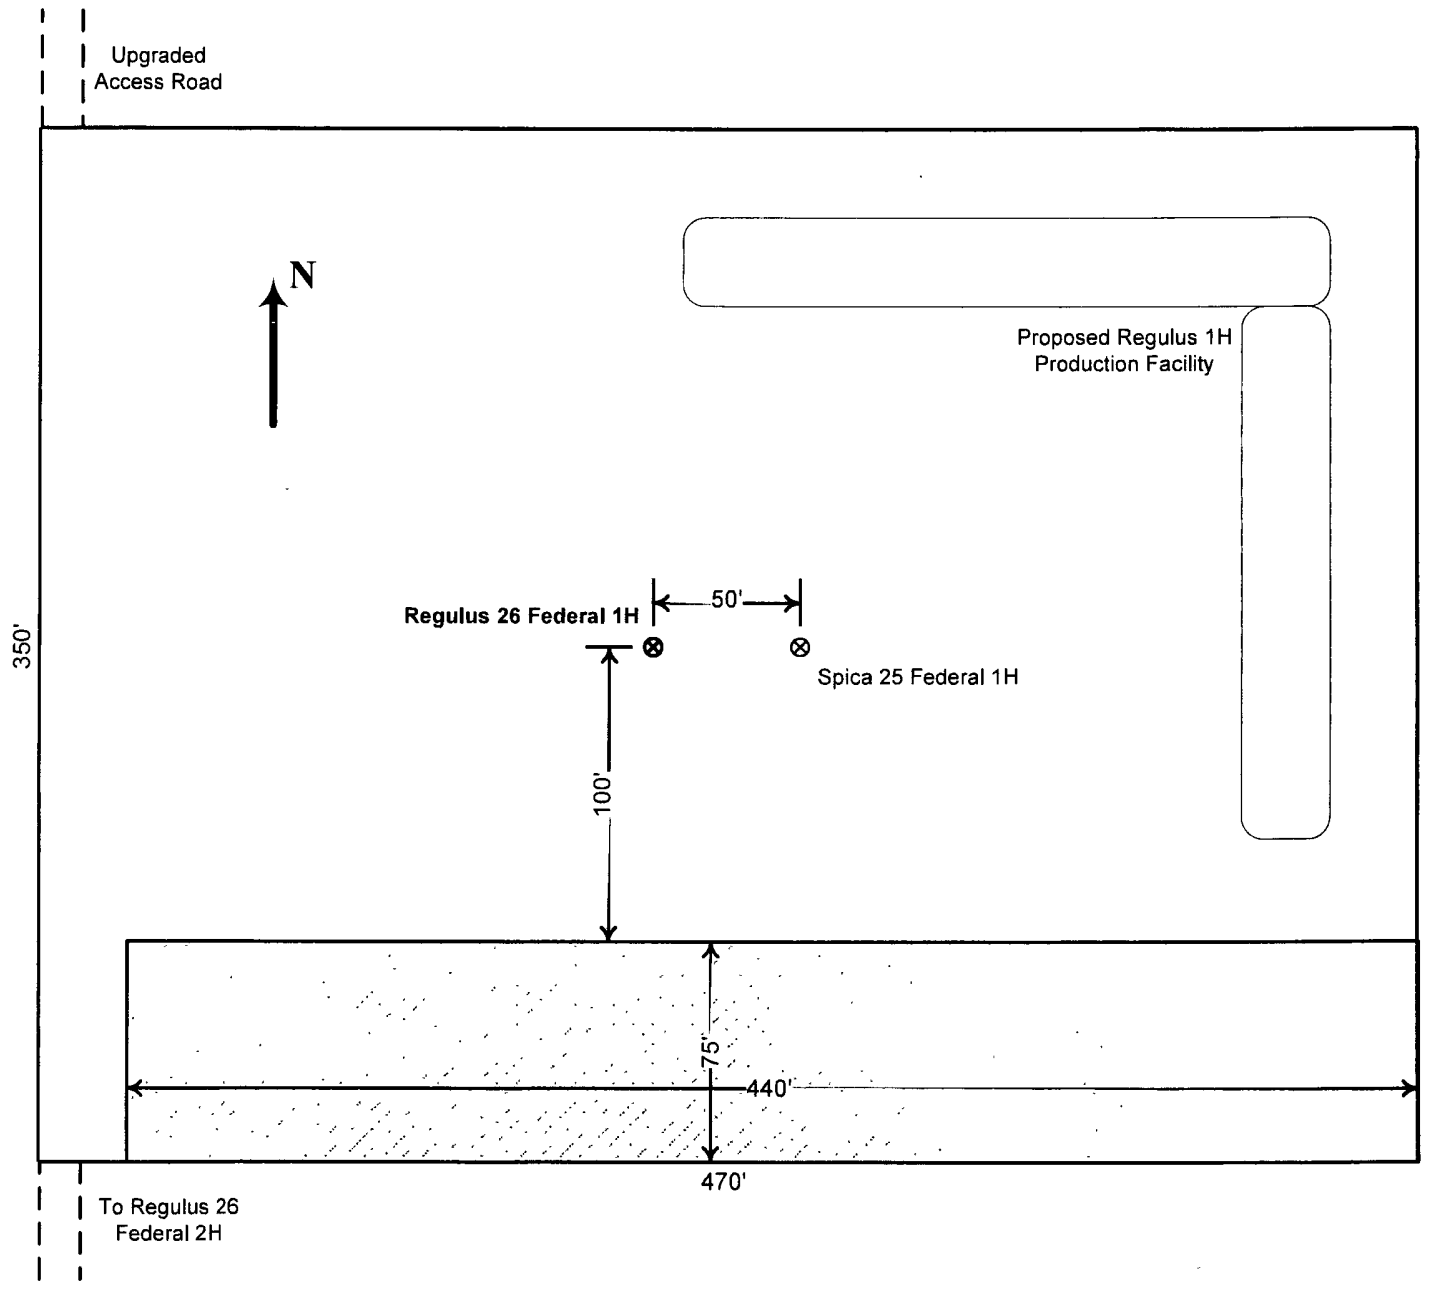 Upgraded
Access Road
N
Proposed Regulus 1H
Production Facility
50'
Regulus 26 Federal 1H
350'
Spica 25 Federal 1H
100'
75'
440'
470'
To Regulus 26
Federal 2H